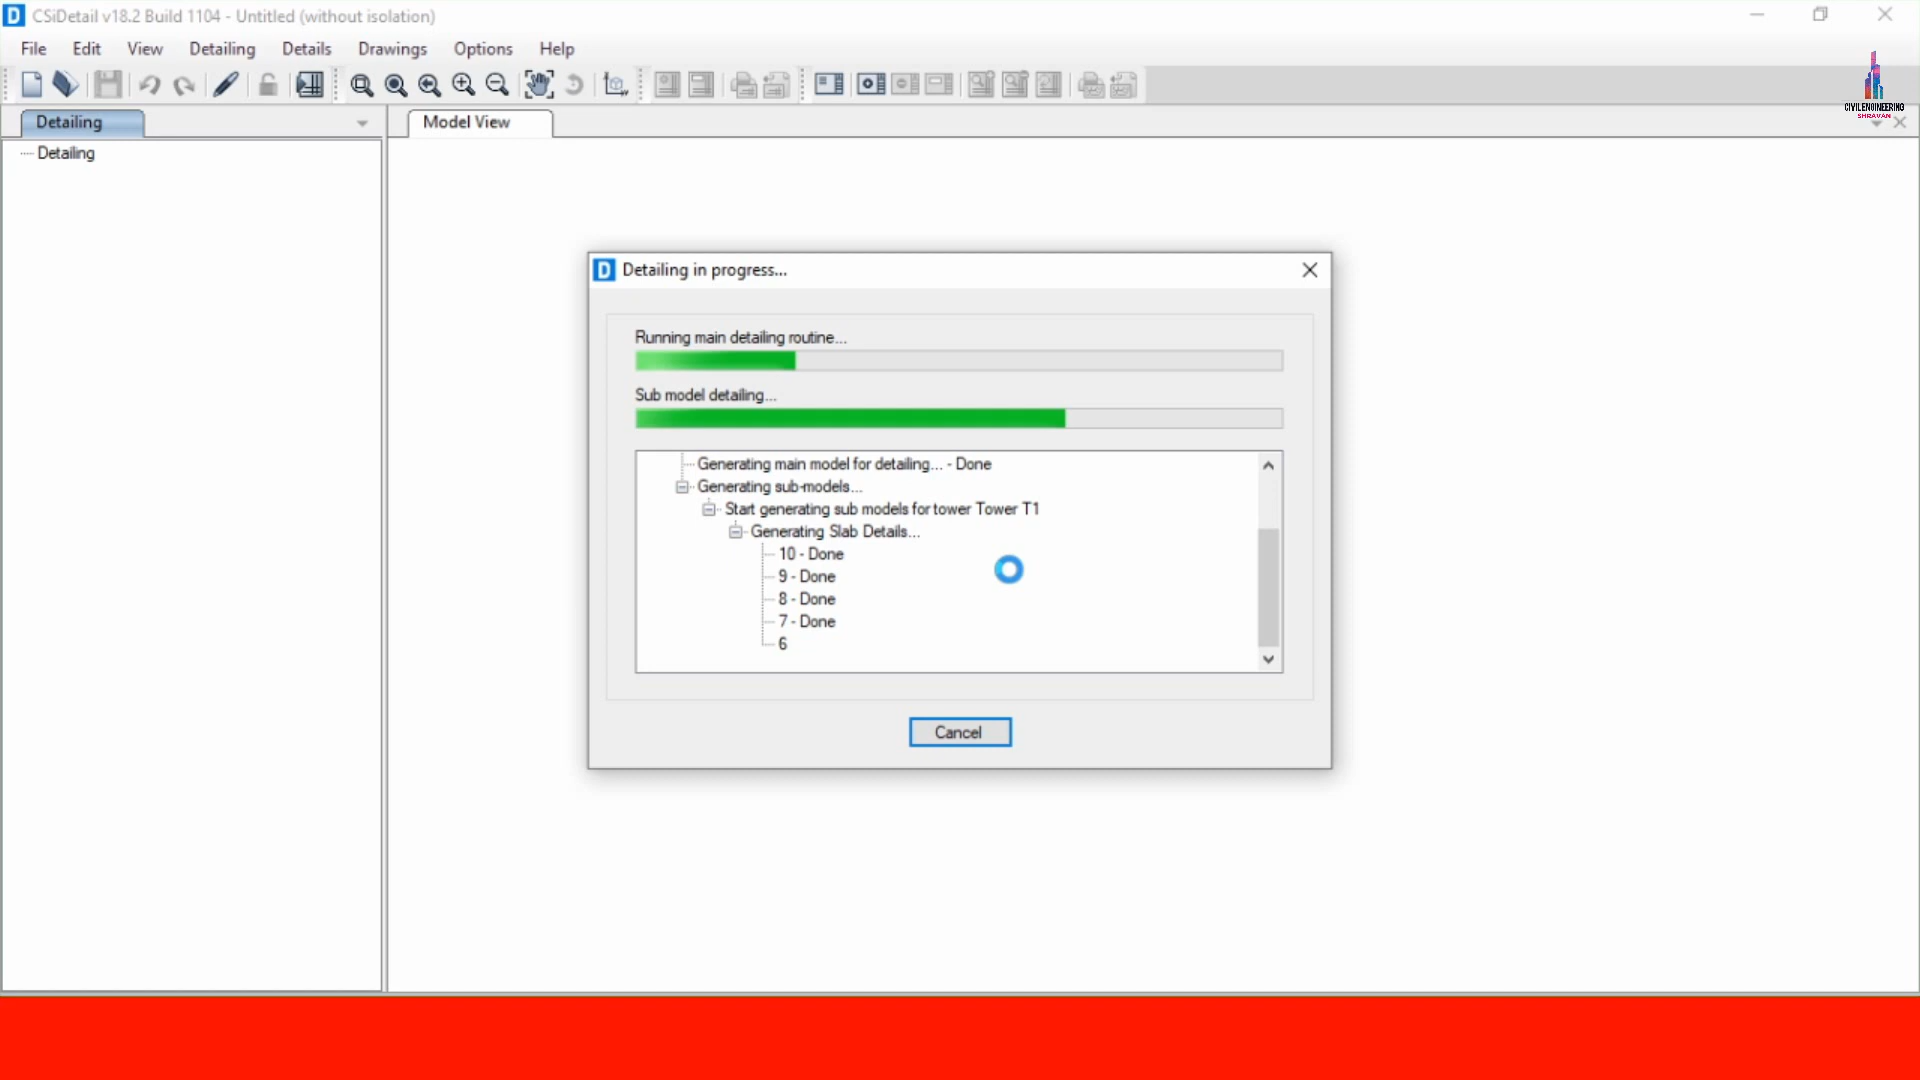 CSiDetail v18.2 Build 1104 - Untitled (without isolation)
File Edit View Detailing Details Drawings Options Help
CIVILENGINEERING
SHRAVAN
Detailing
Model View
Detailing
Detailing in progress...
Running main detailing routine...
Sub model detailing...
Generating main model for detailing... - Done
Generating sub-models...
Start generating sub models for tower Tower T1
Generating Slab Details...
10 - Done
9 - Done
8 - Done
7 - Done
6
Cancel